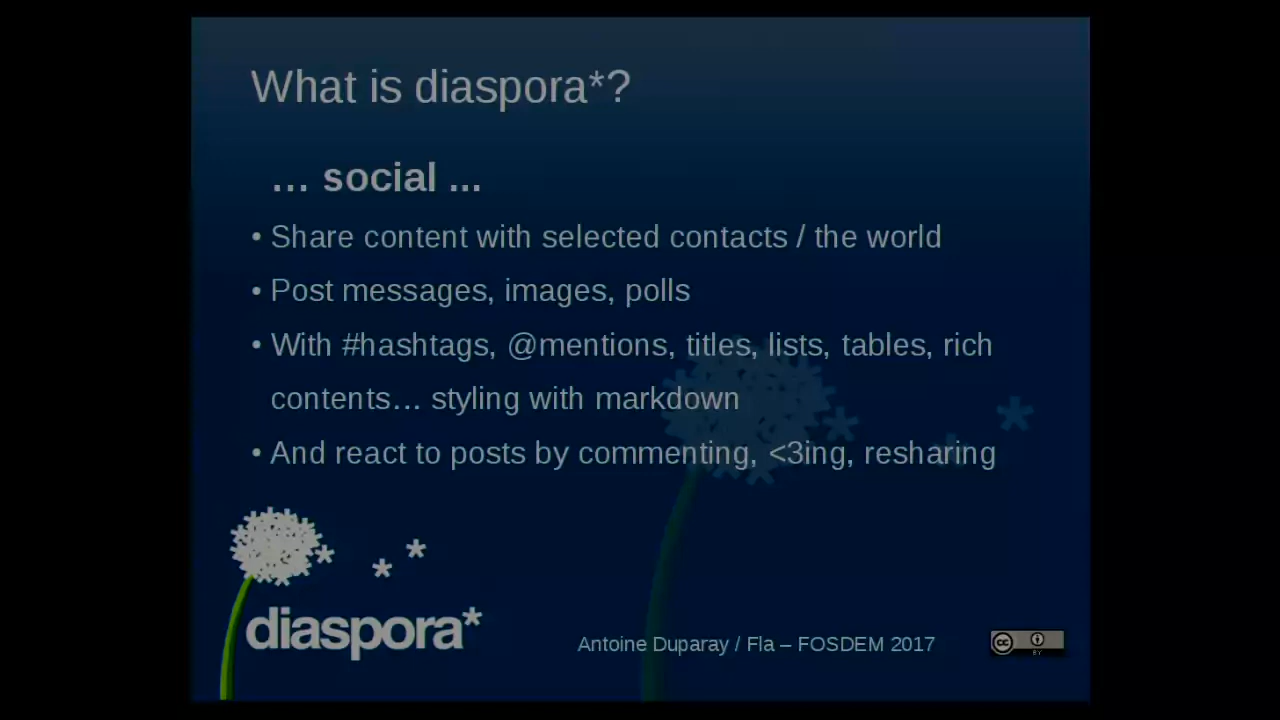 What is diaspora*?
… social ...
• Share content with selected contacts / the world
• Post messages, images, polls
• With #hashtags, @mentions, titles, lists, tables, rich
contents… styling with markdown
• And react to posts by commenting, <3ing, resharing
diaspora*
Antoine Duparay / Fla – FOSDEM 2017
cc
BY